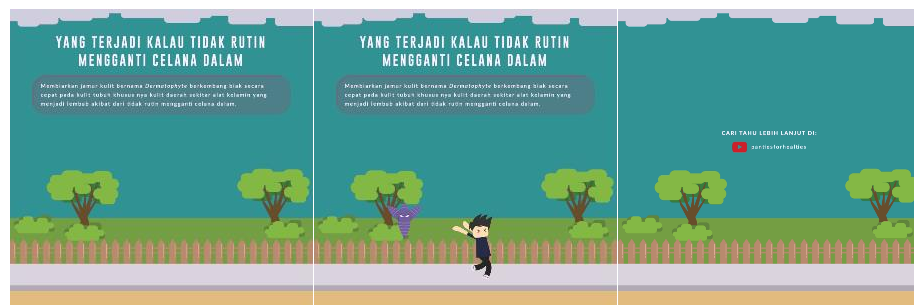 YANG TERJADI KALAU TIDAK RUTIN
MENGGANTI CELANA DALAM
Membiarkan jamur kulit bernama Dermatophyte berkembang biak secara
cepat pada kulit tubuh khusus nya kulit daerah sekitar alat kelamin yang
menjadi lembab akibat dari tidak rutin mengganti celana dalam.
YANG TERJADI KALAU TIDAK RUTIN
MENGGANTI CELANA DALAM
Membiarkan jamur kulit bernama Dermatophyte berkembang biak secara
cepat pada kulit tubuh khusus nya kulit daerah sekitar alat kelamin yang
menjadi lembab akibat dari tidak rutin mengganti celana dalam.
CARI TAHU LEBIH LANJUT DI:
pantiesforhealties